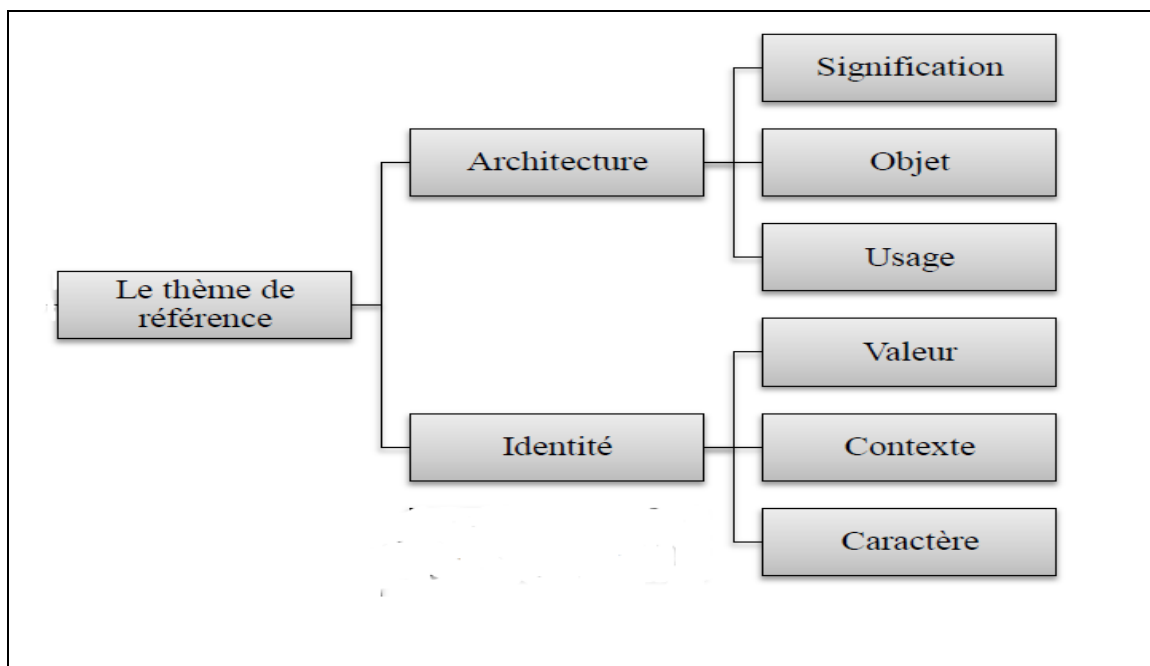 Le thème de
référence
Architecture
Signification
Objet
Usage
Identité
Valeur
Contexte
Caractère